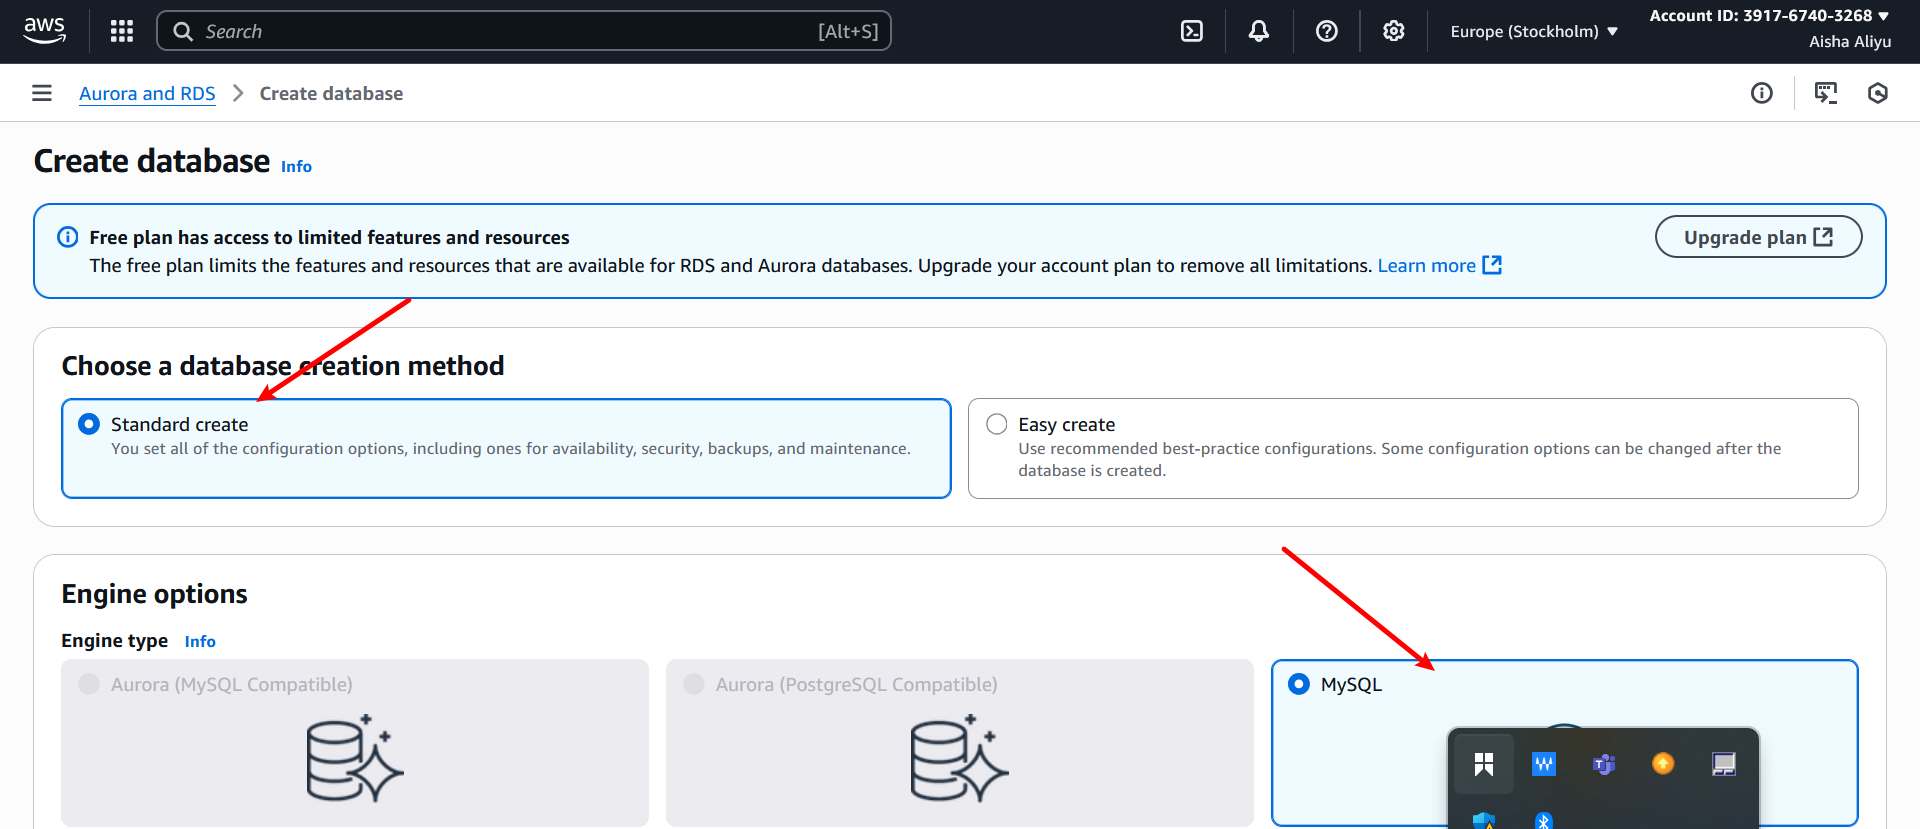 aws
Search
[Alt+S]
Europe (Stockholm)
Account ID: 3917-6740-3268
Aisha Aliyu
Aurora and RDS
Create database
Create database Info
Free plan has access to limited features and resources
The free plan limits the features and resources that are available for RDS and Aurora databases. Upgrade your account plan to remove all limitations. Learn more
Upgrade plan
Choose a database creation method
Standard create
You set all of the configuration options, including ones for availability, security, backups, and maintenance.
Easy create
Use recommended best-practice configurations. Some configuration options can be changed after the
database is created.
Engine options
Engine type Info
Aurora (MySQL Compatible)
Aurora (PostgreSQL Compatible)
MySQL